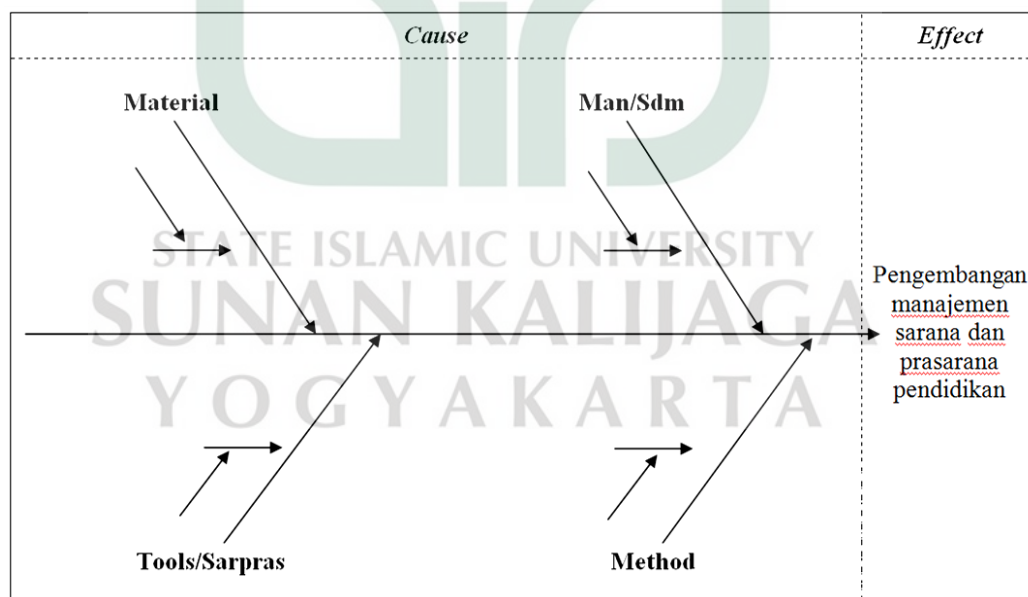 Cause
Effect
Material
Man/Sdm
STATE ISLAMIC UNIVERSITY
SUNAN KALIJAGA
YOGYAKARTA
Pengembangan
manajemen
sarana dan
prasarana
pendidikan
Tools/Sarpras
Method